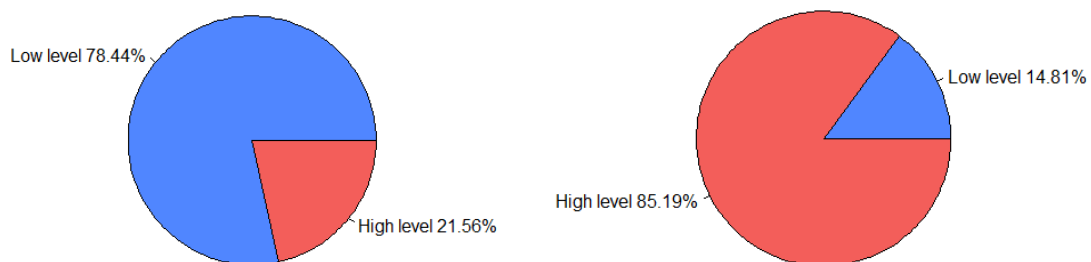 Low level 78.44%
High level 21.56%
Low level 14.81%
High level 85.19%